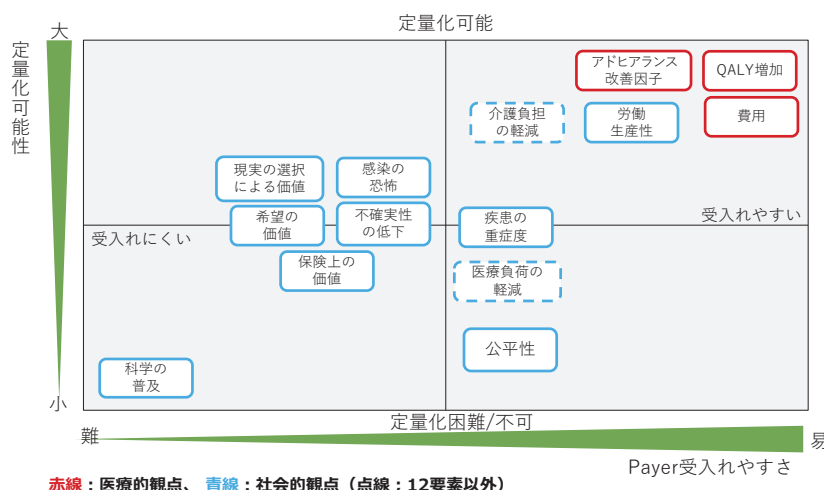 定量化可能
大
定量化可能性
アドヒアランス
改善因子
QALY増加
介護負担
の軽減
労働
生産性
費用
現実の選択
による価値
感染の
恐怖
希望の
価値
不確実性
の低下
疾患の
重症度
受入れやすい
受入れにくい
保険上の
価値
医療負荷の
軽減
公平性
科学の
普及
小
定量化困難/不可
難
易
Payer受入れやすさ
赤線：医療的観点、 青線：社会的観点（点線：12要素以外）